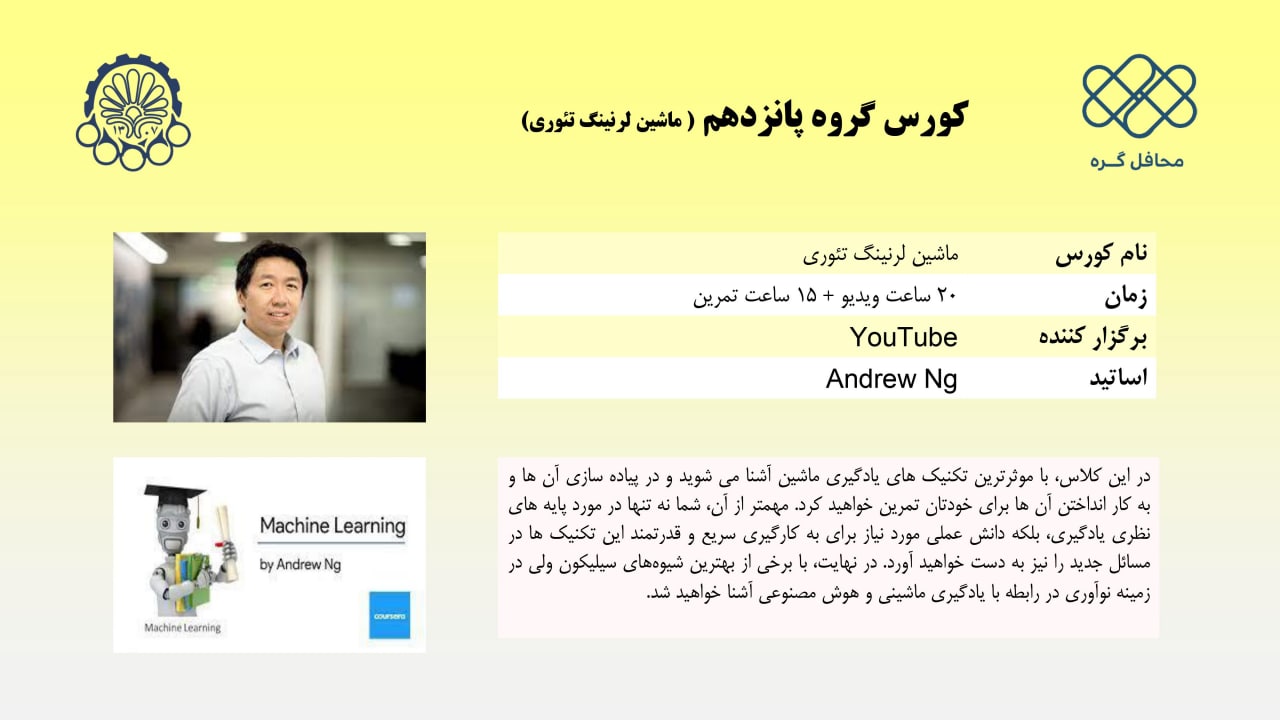 محافل گره
۱۳۰۷
کورس گروه پانزدهم ( ماشین لرنینگ تئوری)
نام کورس ماشین لرنینگ تئوری
زمان ۲۰ ساعت ویدیو + ۱۵ ساعت تمرین
برگزار کننده YouTube
اساتید Andrew Ng
در این کلاس، با موثرترین تکنیک های یادگیری ماشین آشنا می شوید و در پیاده سازی آن ها و
به کار انداختن آن ها برای خودتان تمرین خواهید کرد. مهمتر از آن، شما نه تنها در مورد پایه های
نظری یادگیری، بلکه دانش عملی مورد نیاز برای به کارگیری سریع و قدرتمند این تکنیک ها در
مسائل جدید را نیز به دست خواهید آورد. در نهایت، با برخی از بهترین شیوه‌های سیلیکون ولی در
زمینه نوآوری در رابطه با یادگیری ماشینی و هوش مصنوعی آشنا خواهید شد.
Machine Learning
by Andrew Ng
coursera
Machine Learning